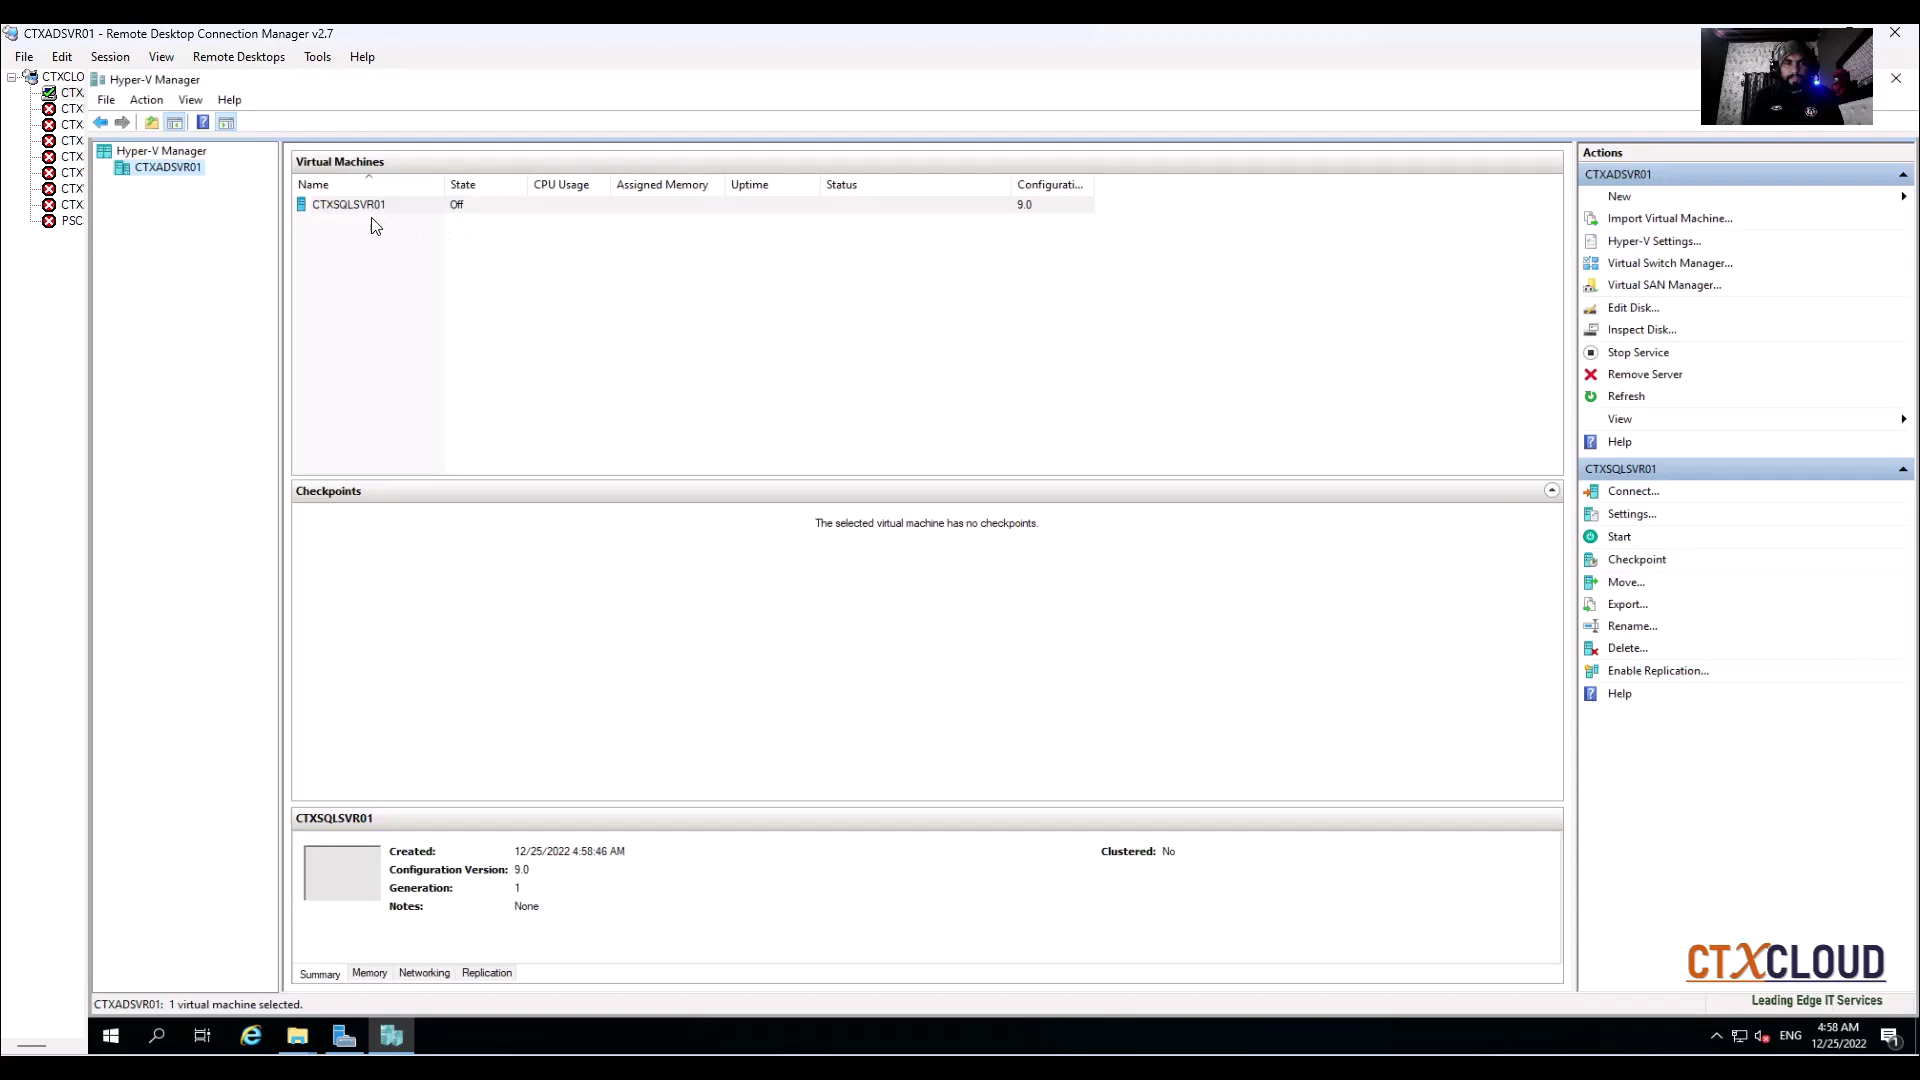 CTXADSVR01 - Remote Desktop Connection Manager v2.7
File Edit Session View Remote Desktops Tools Help
CTXCLO
CTX
CTX
CTX
CTX
CTX
CTX
CTX
CTX
PSC
Hyper-V Manager
File Action View Help
Hyper-V Manager
CTXADSVR01
Virtual Machines
Name State CPU Usage Assigned Memory Uptime Status Configurati...
CTXSQLSVR01 Off 9.0
Checkpoints
The selected virtual machine has no checkpoints.
CTXSQLSVR01
Created: 12/25/2022 4:58:46 AM Clustered: No
Configuration Version: 9.0
Generation: 1
Notes: None
Summary Memory Networking Replication
Actions
CTXADSVR01
New
Import Virtual Machine...
Hyper-V Settings...
Virtual Switch Manager...
Virtual SAN Manager...
Edit Disk...
Inspect Disk...
Stop Service
Remove Server
Refresh
View
Help
CTXSQLSVR01
Connect...
Settings...
Start
Checkpoint
Move...
Export...
Rename...
Delete...
Enable Replication...
Help
CTXCLOUD
Leading Edge IT Services
CTXADSVR01: 1 virtual machine selected.
ENG
4:58 AM
12/25/2022
1